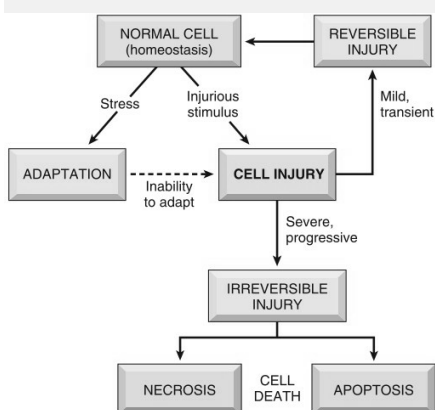 NORMAL CELL
(homeostasis)
REVERSIBLE
INJURY
Stress
Injurious
stimulus
Mild,
transient
ADAPTATION
Inability
to adapt
CELL INJURY
Severe,
progressive
IRREVERSIBLE
INJURY
NECROSIS
CELL
DEATH
APOPTOSIS